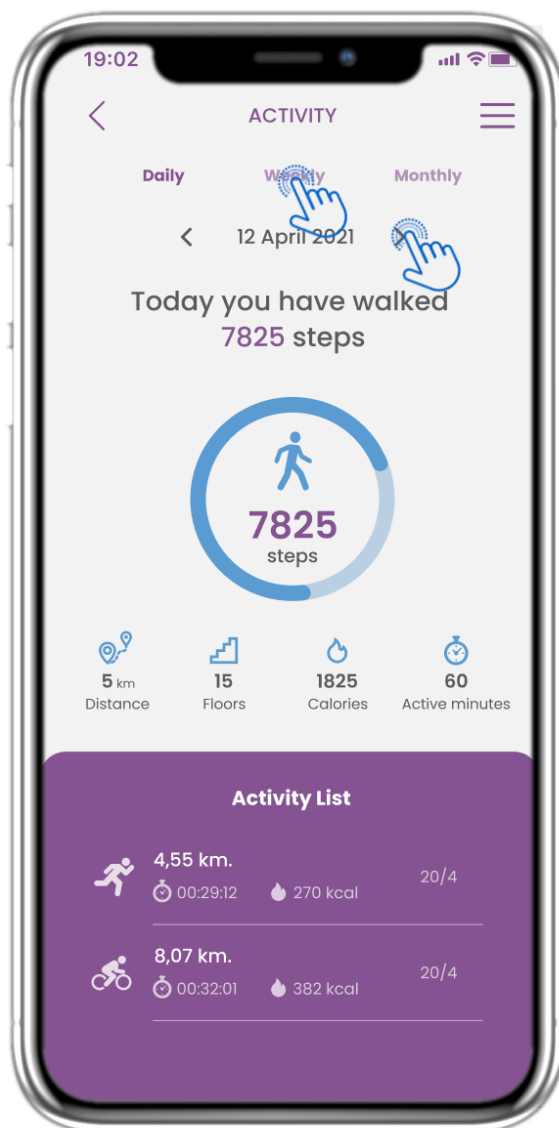 19:02
ACTIVITY
Daily Weekly Monthly
12 April 2021
Today you have walked
7825 steps
7825
steps
5 km 15 1825 60
Distance Floors Calories Active minutes
Activity List
4,55 km.
00:29:12 270 kcal 20/4
8,07 km.
00:32:01 382 kcal 20/4